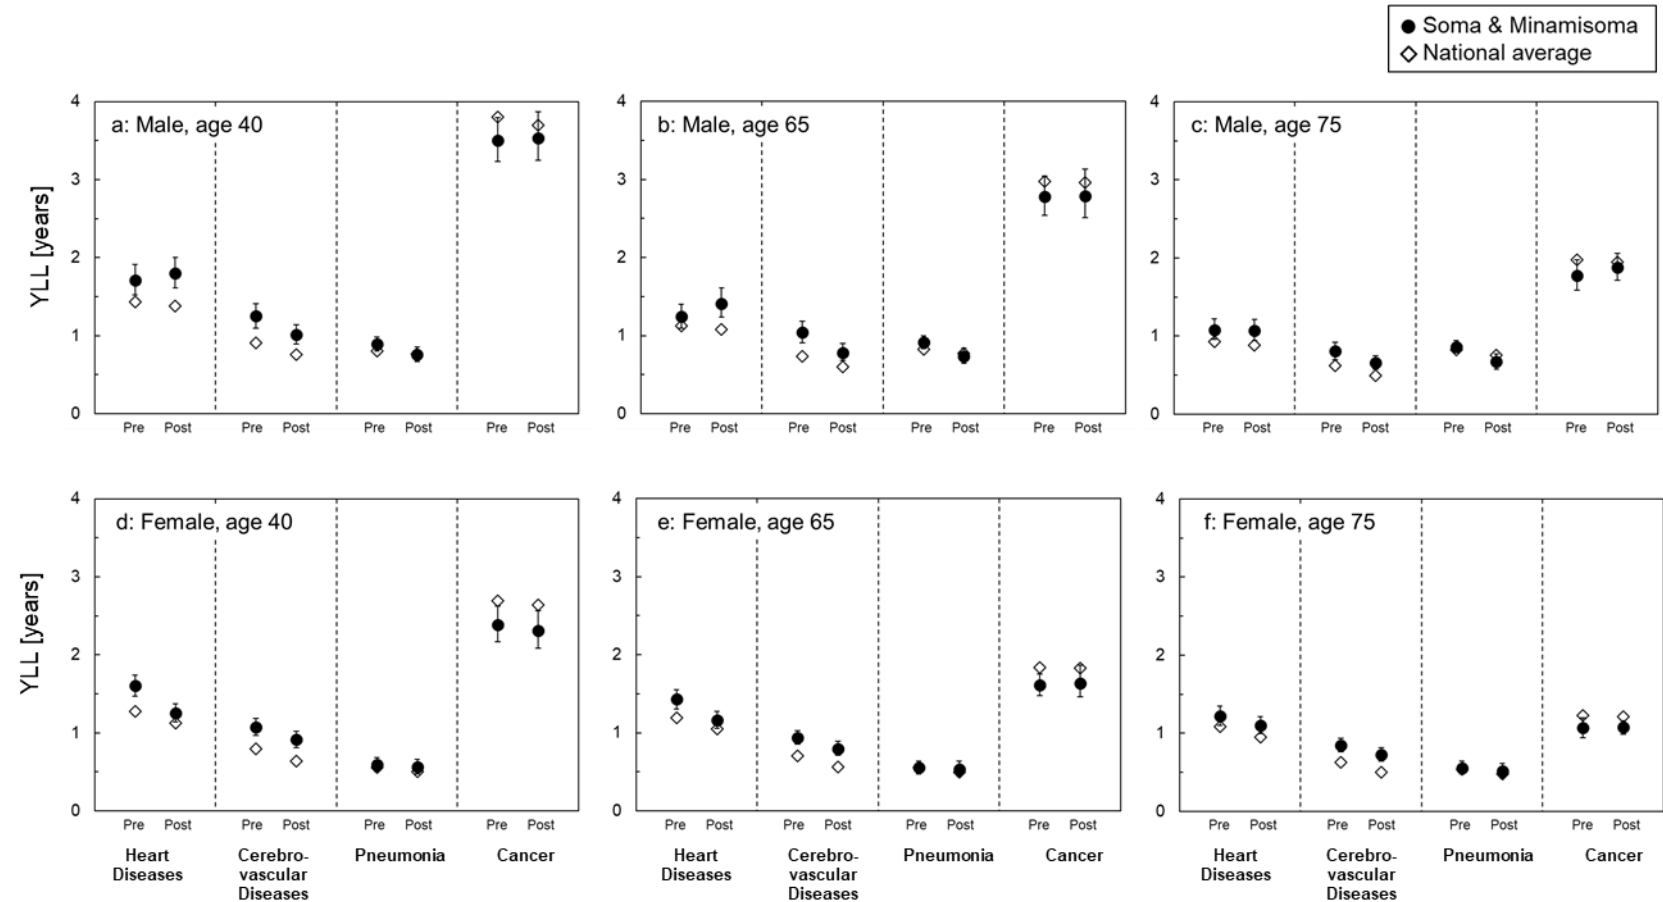 Soma & Minamisoma
National average
YLL [years]
4
3
2
1
0
a: Male, age 40
Pre Post Pre Post Pre Post Pre Post
4
3
2
1
0
b: Male, age 65
Pre Post Pre Post Pre Post Pre Post
4
3
2
1
0
c: Male, age 75
Pre Post Pre Post Pre Post Pre Post
YLL [years]
4
3
2
1
0
d: Female, age 40
Pre Post Pre Post Pre Post Pre Post
Heart
Diseases
Cerebro-
vascular
Diseases
Pneumonia
Cancer
4
3
2
1
0
e: Female, age 65
Pre Post Pre Post Pre Post Pre Post
Heart
Diseases
Cerebro-
vascular
Diseases
Pneumonia
Cancer
4
3
2
1
0
f: Female, age 75
Pre Post Pre Post Pre Post Pre Post
Heart
Diseases
Cerebro-
vascular
Diseases
Pneumonia
Cancer